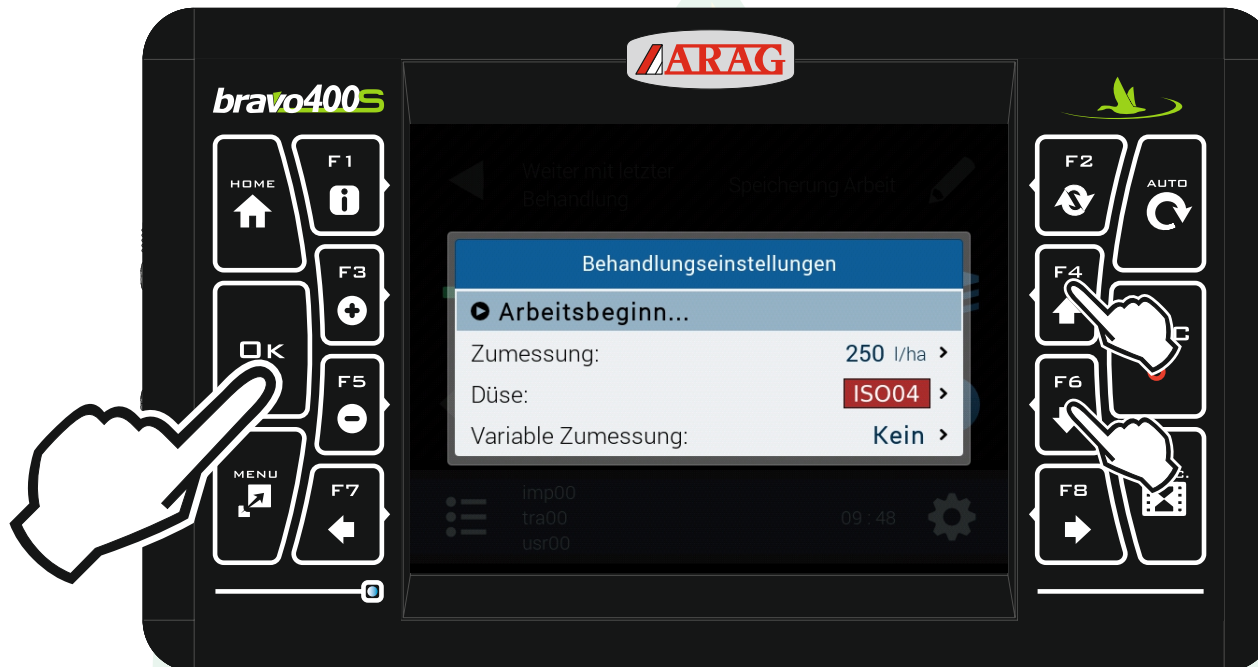 ARAG
bravo400S
HOME
F1
F3
OK
F5
MENU
F7
Weiter mit letzter
Behandlung
Speicherung Arbeit
Behandlungseinstellungen
Arbeitsbeginn...
Zumessung: 250 l/ha
Düse: ISO04
Variable Zumessung: Kein
imp00
tra00
usr00
09 : 48
F2
AUTO
F4
C
F6
F8
C.